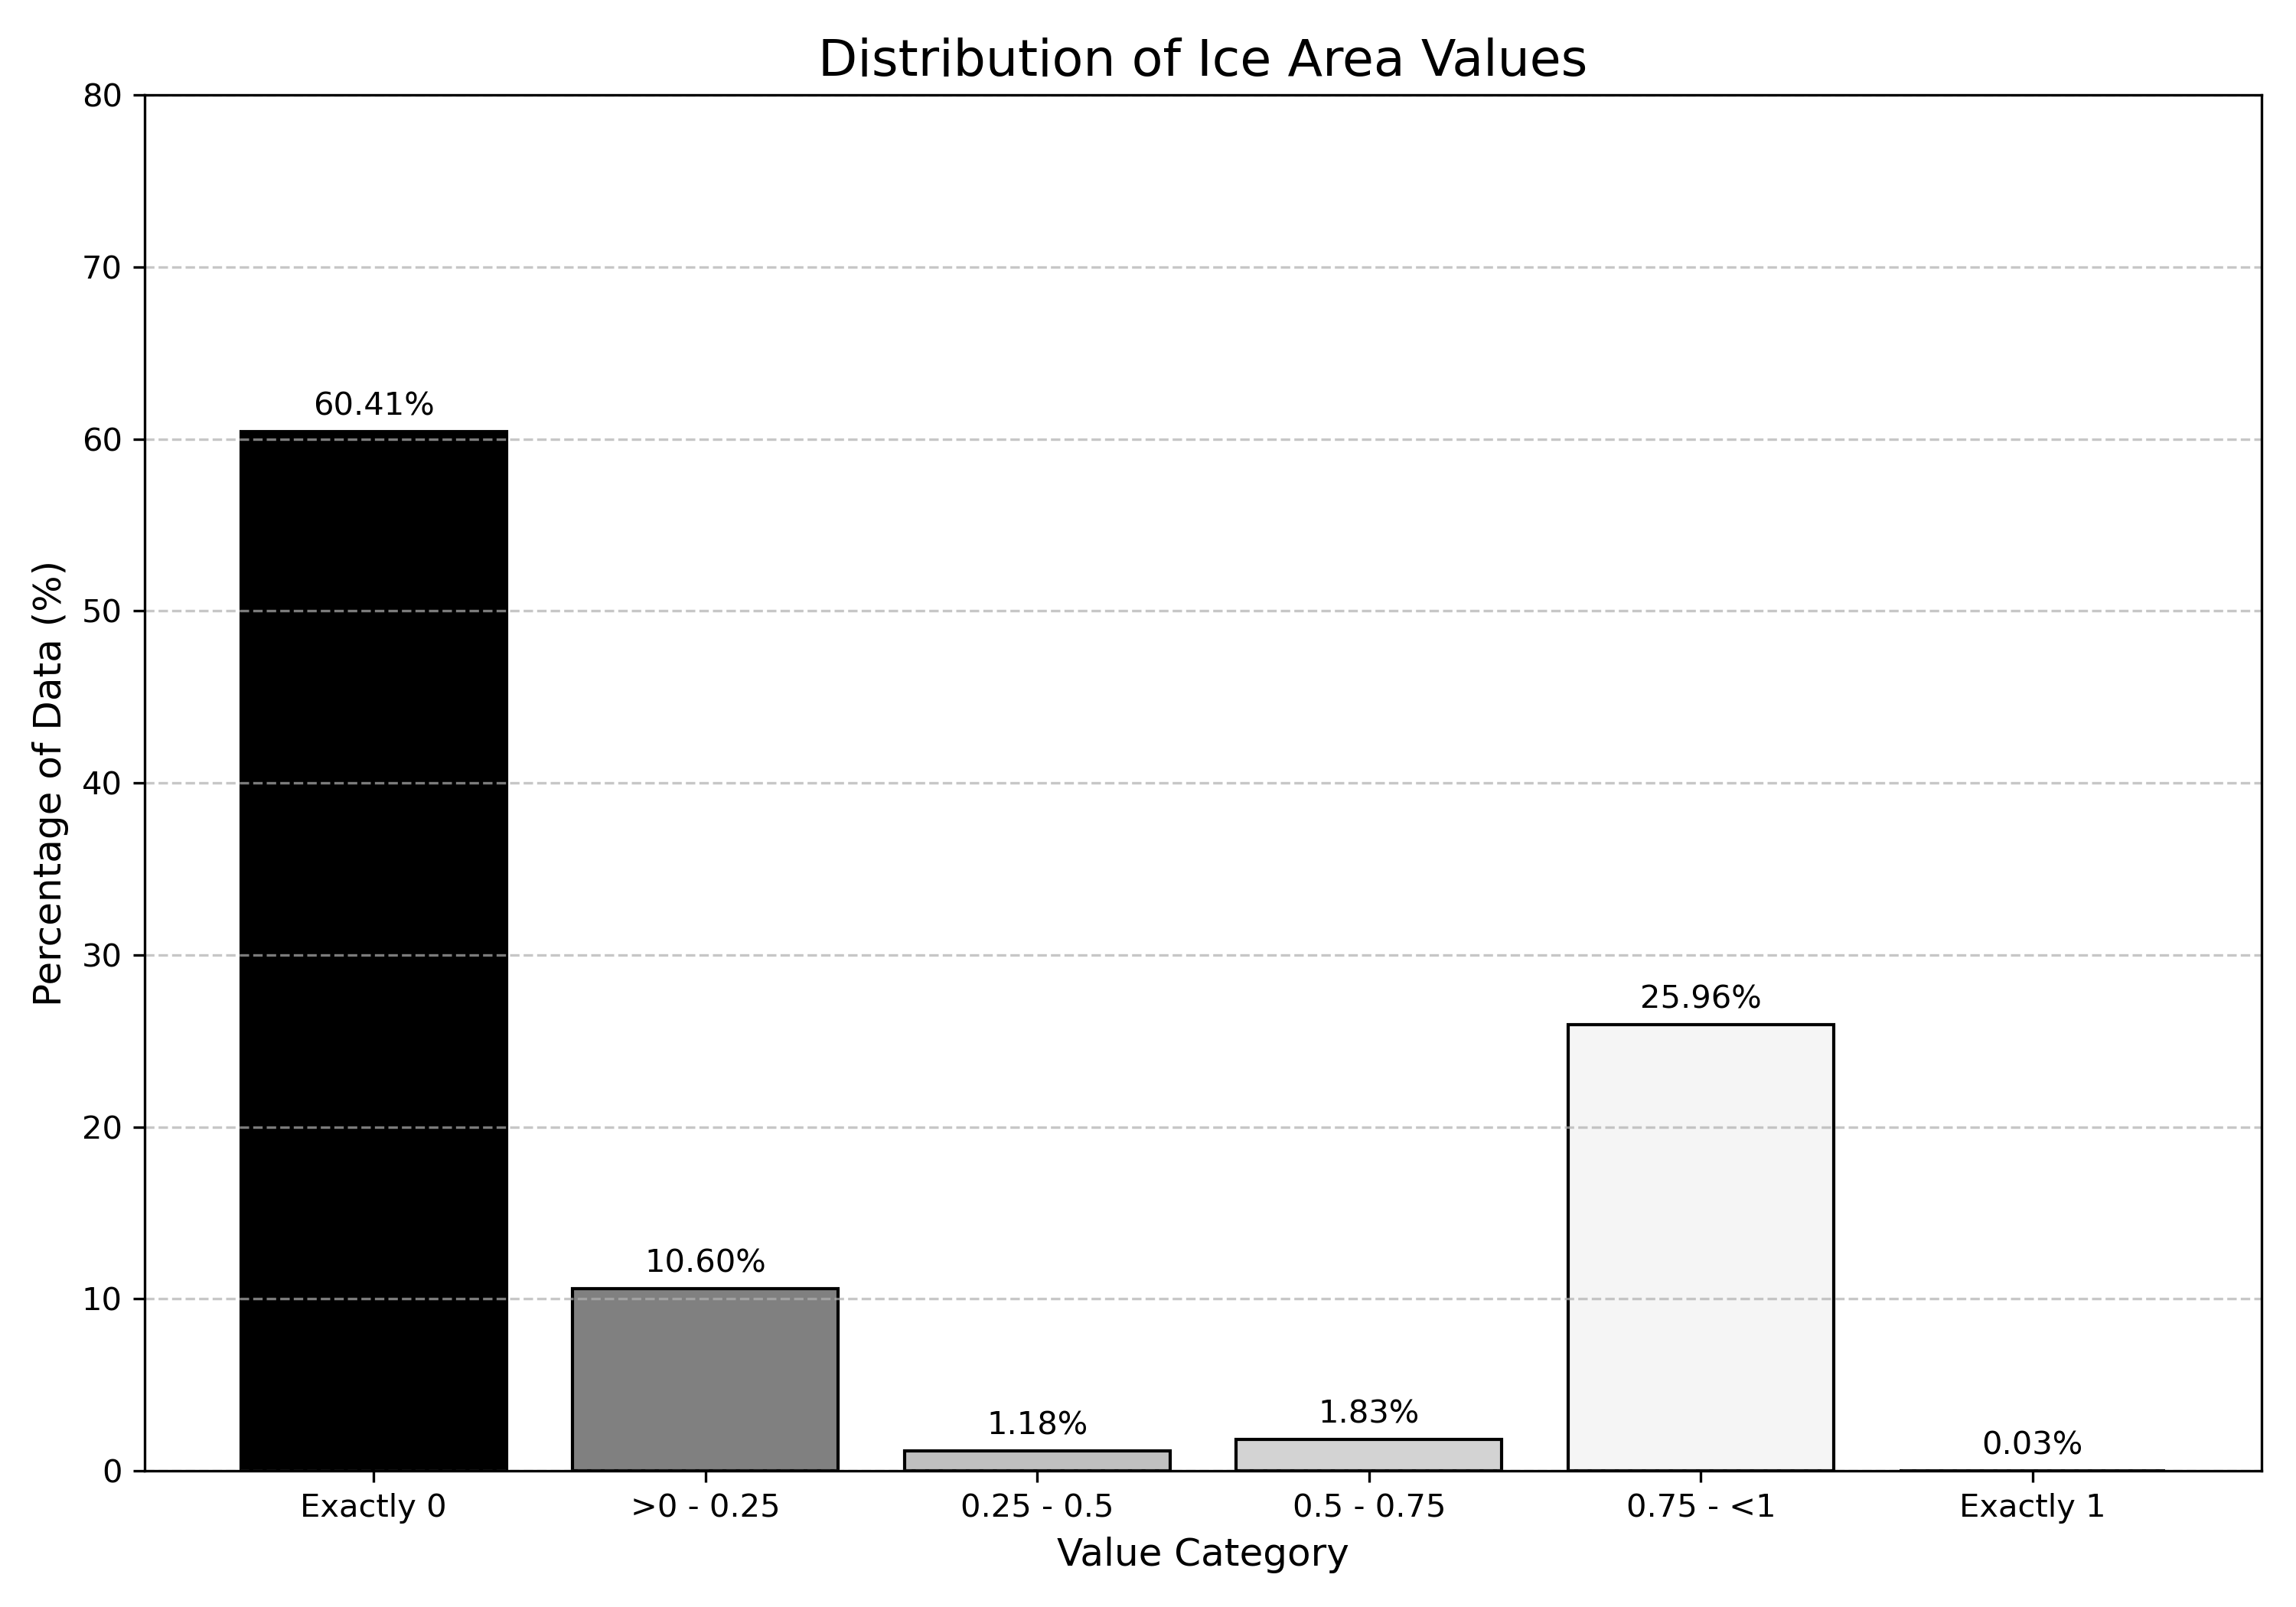 Distribution of Ice Area Values
Percentage of Data (%)
80
70
60
50
40
30
20
10
0
60.41%
10.60%
1.18%
1.83%
25.96%
0.03%
Exactly 0
>0 - 0.25
0.25 - 0.5
0.5 - 0.75
0.75 - <1
Exactly 1
Value Category